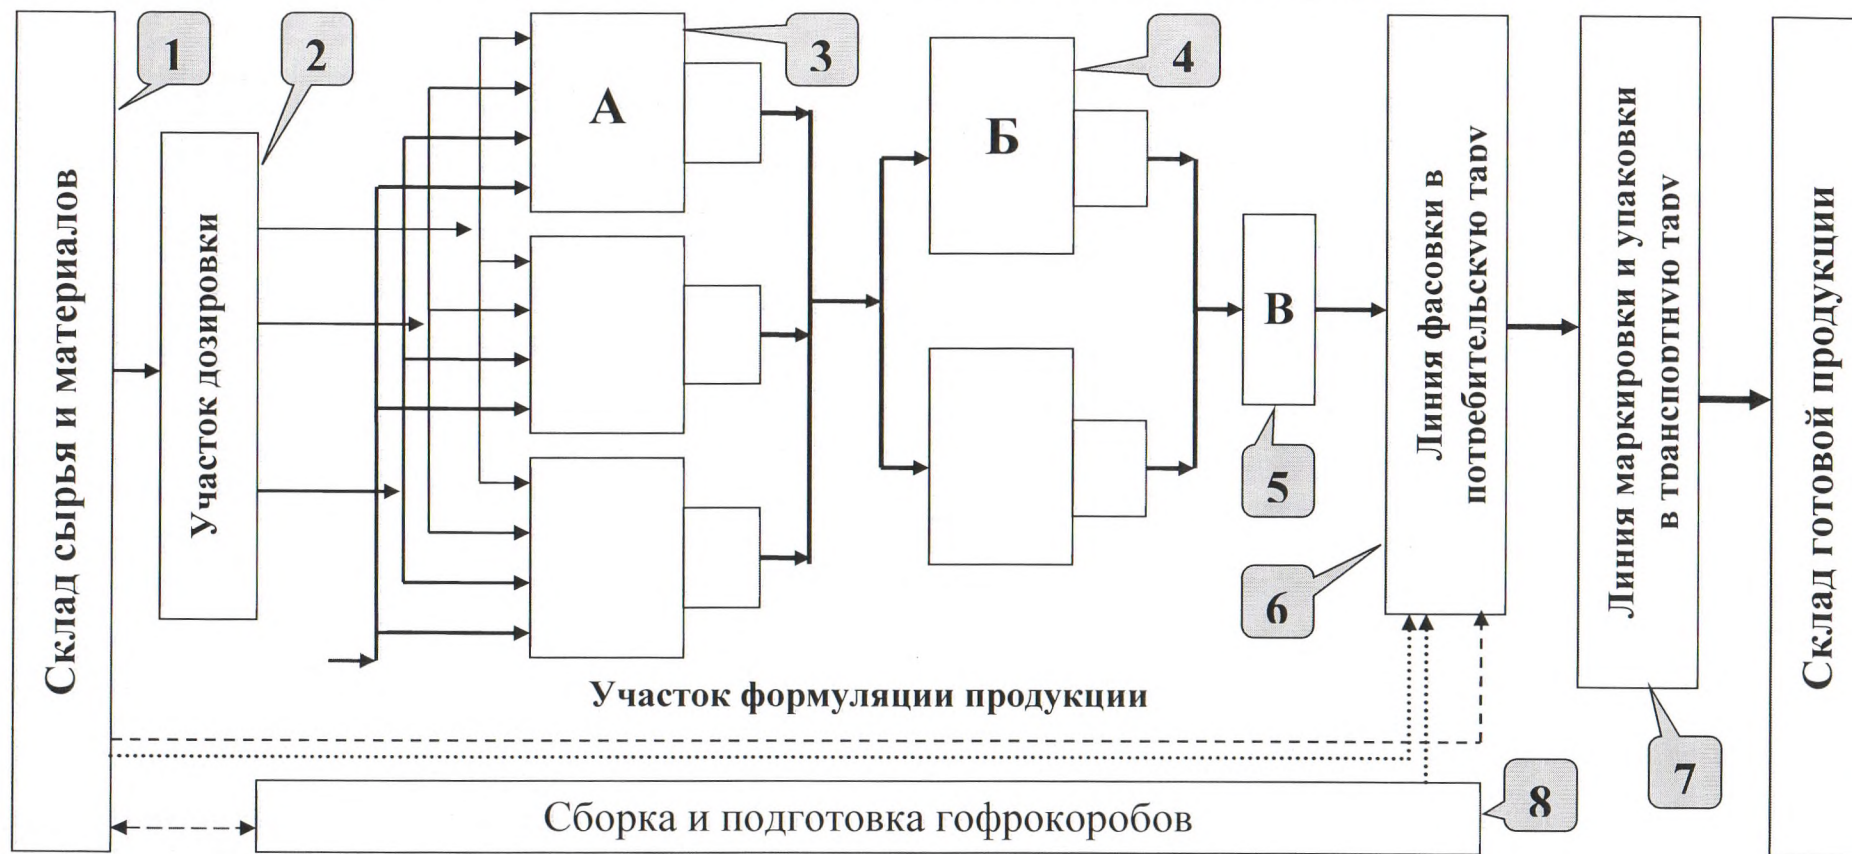 1
2
3
4
А
Б
Склад сырья и материалов
Участок дозировки
В
5
6
Линия фасовки в
потребительскую тару
Линия маркировки и упаковки
в транспортную тару
Склад готовой продукции
Участок формуляции продукции
7
Сборка и подготовка гофрокоробов
8